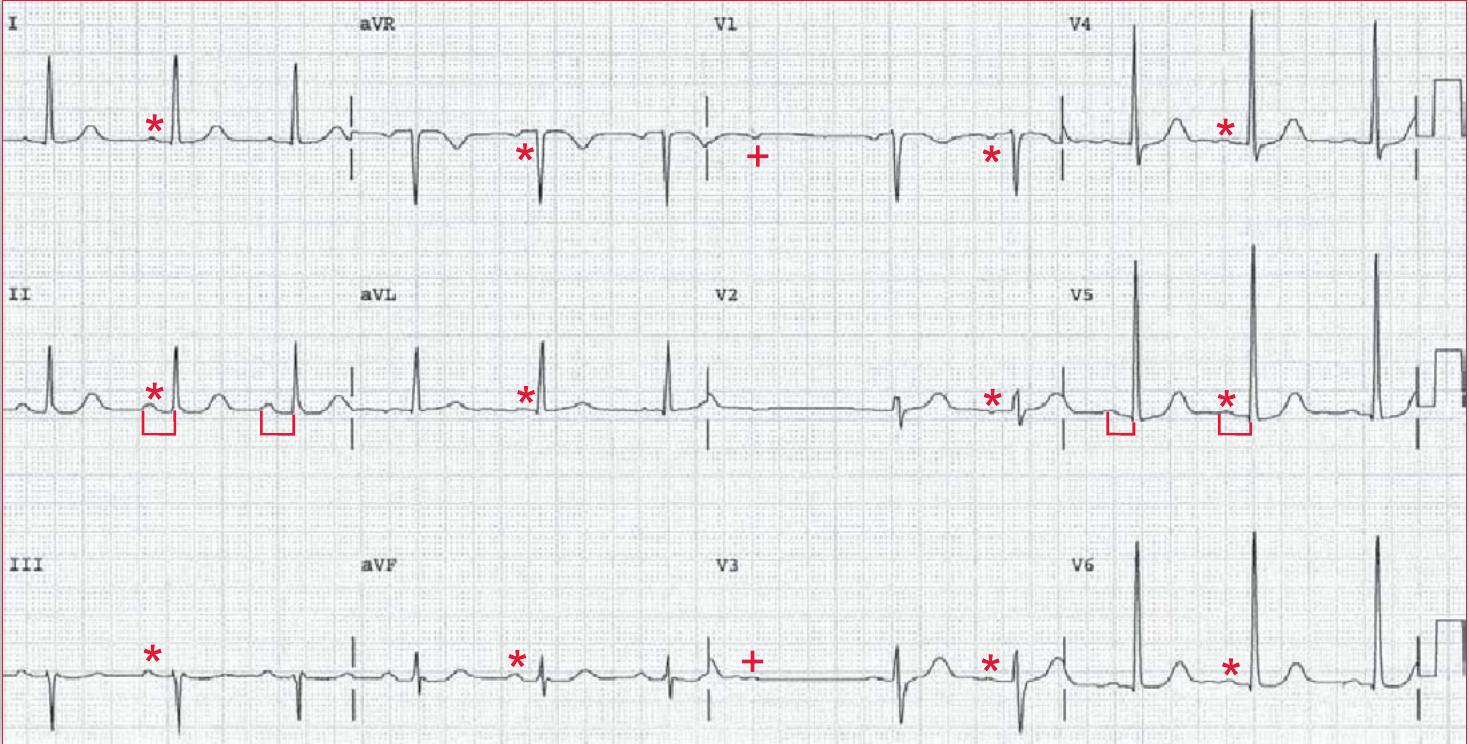 I aVR V1 V4
* * * *
+
II aVL V2 V5
* * * *
III aVF V3 V6
* * + * *